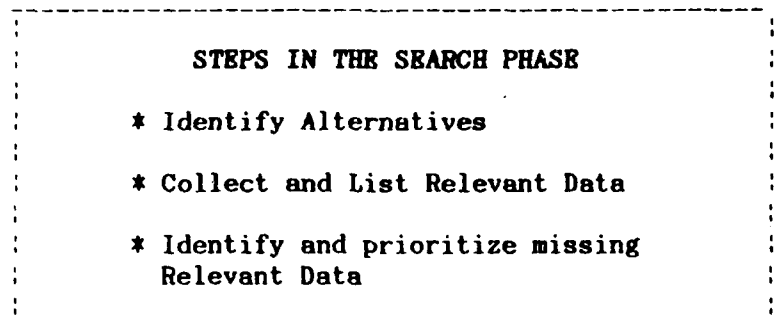 STEPS IN THE SEARCH PHASE
* Identify Alternatives
* Collect and List Relevant Data
* Identify and prioritize missing
Relevant Data